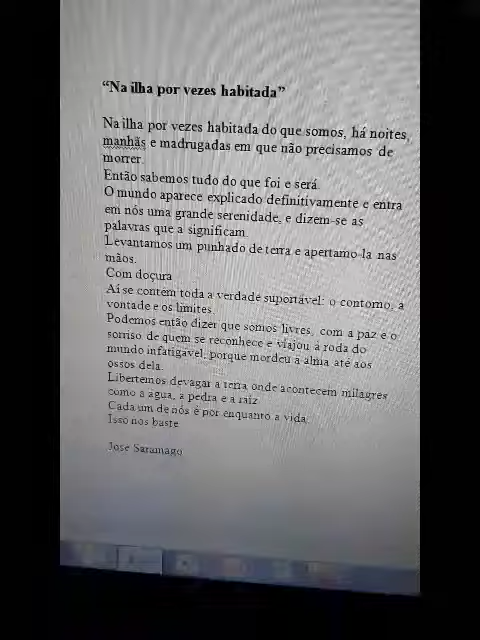 “Na ilha por vezes habitada”
Na ilha por vezes habitada do que somos, há noites,
manhãs e madrugadas em que não precisamos de
morrer.
Então sabemos tudo do que foi e será.
O mundo aparece explicado definitivamente e entra
em nós uma grande serenidade, e dizem-se as
palavras que a significam.
Levantamos um punhado de terra e apertamo-la nas
mãos.
Com doçura
Aí se contém toda a verdade suportável: o contorno, a
vontade e os limites.
Podemos então dizer que somos livres, com a paz e o
sorriso de quem se reconhece e viajou à roda do
mundo infatigável, porque mordeu a alma até aos
ossos dela.
Libertemos devagar a terra onde acontecem milagres
como a água, a pedra e a raiz
Cada um de nós é por enquanto a vida.
Isso nos baste
Jose Saramago